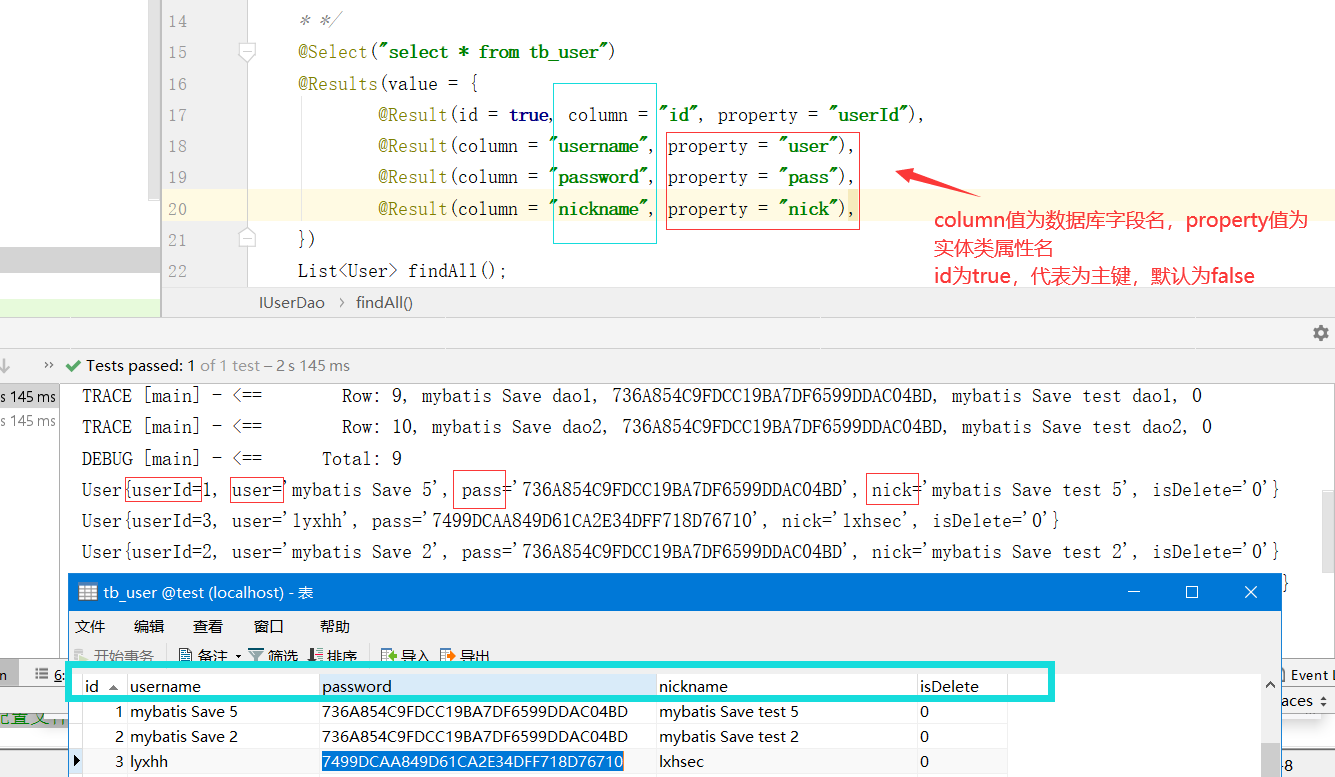 14 * */
15 @Select("select * from tb_user")
16 @Results(value = {
17 @Result(id = true, column = "id", property = "userId"),
18 @Result(column = "username", property = "user"),
19 @Result(column = "password", property = "pass"),
20 @Result(column = "nickname", property = "nick"),
21 })
22 List<User> findAll();
column值为数据库字段名，property值为
实体类属性名
id为true，代表为主键，默认为false
IUserDao > findAll()
» Tests passed: 1 of 1 test – 2 s 145 ms
s 145 ms
s 145 ms
TRACE [main] - <== Row: 9, mybatis Save dao1, 736A854C9FDCC19BA7DF6599DDAC04BD, mybatis Save test dao1, 0
TRACE [main] - <== Row: 10, mybatis Save dao2, 736A854C9FDCC19BA7DF6599DDAC04BD, mybatis Save test dao2, 0
DEBUG [main] - <== Total: 9
User{userId=1, user='mybatis Save 5', pass='736A854C9FDCC19BA7DF6599DDAC04BD', nick='mybatis Save test 5', isDelete='0'}
User{userId=3, user='lyxhh', pass='7499DCAA849D61CA2E34DFF718D76710', nick='lxhsec', isDelete='0'}
User{userId=2, user='mybatis Save 2', pass='736A854C9FDCC19BA7DF6599DDAC04BD', nick='mybatis Save test 2', isDelete='0'}
}
tb_user @test (localhost) - 表
文件 编辑 查看 窗口 帮助
开始事务 备注 筛选 排序 导入 导出
n 6: Event L
id username password nickname isDelete
aces
1 mybatis Save 5 736A854C9FDCC19BA7DF6599DDAC04BD mybatis Save test 5 0
配置文件
2 mybatis Save 2 736A854C9FDCC19BA7DF6599DDAC04BD mybatis Save test 2 0
3 lyxhh 7499DCAA849D61CA2E34DFF718D76710 lxhsec 0
-8